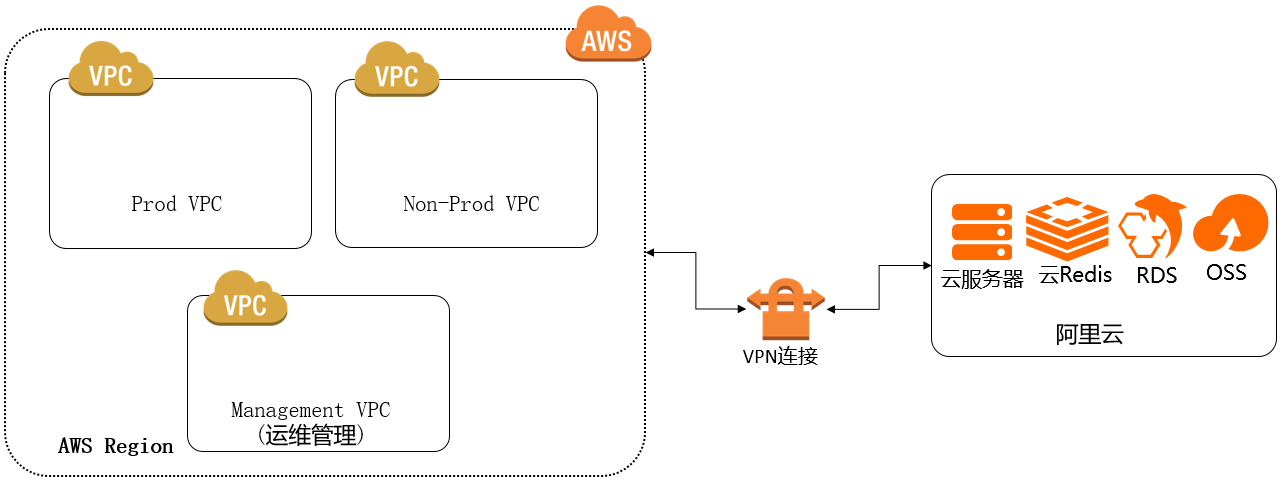 AWS
VPC
VPC
Prod VPC
Non-Prod VPC
VPC
Management VPC
(运维管理)
AWS Region
VPN连接
云服务器
云Redis
RDS
OSS
阿里云